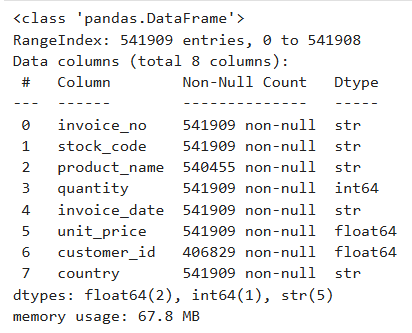 <class 'pandas.DataFrame'>
RangeIndex: 541909 entries, 0 to 541908
Data columns (total 8 columns):
 #   Column        Non-Null Count   Dtype
---  ------        --------------   -----
 0   invoice_no    541909 non-null  str
 1   stock_code    541909 non-null  str
 2   product_name  540455 non-null  str
 3   quantity      541909 non-null  int64
 4   invoice_date  541909 non-null  str
 5   unit_price    541909 non-null  float64
 6   customer_id   406829 non-null  float64
 7   country       541909 non-null  str
dtypes: float64(2), int64(1), str(5)
memory usage: 67.8 MB